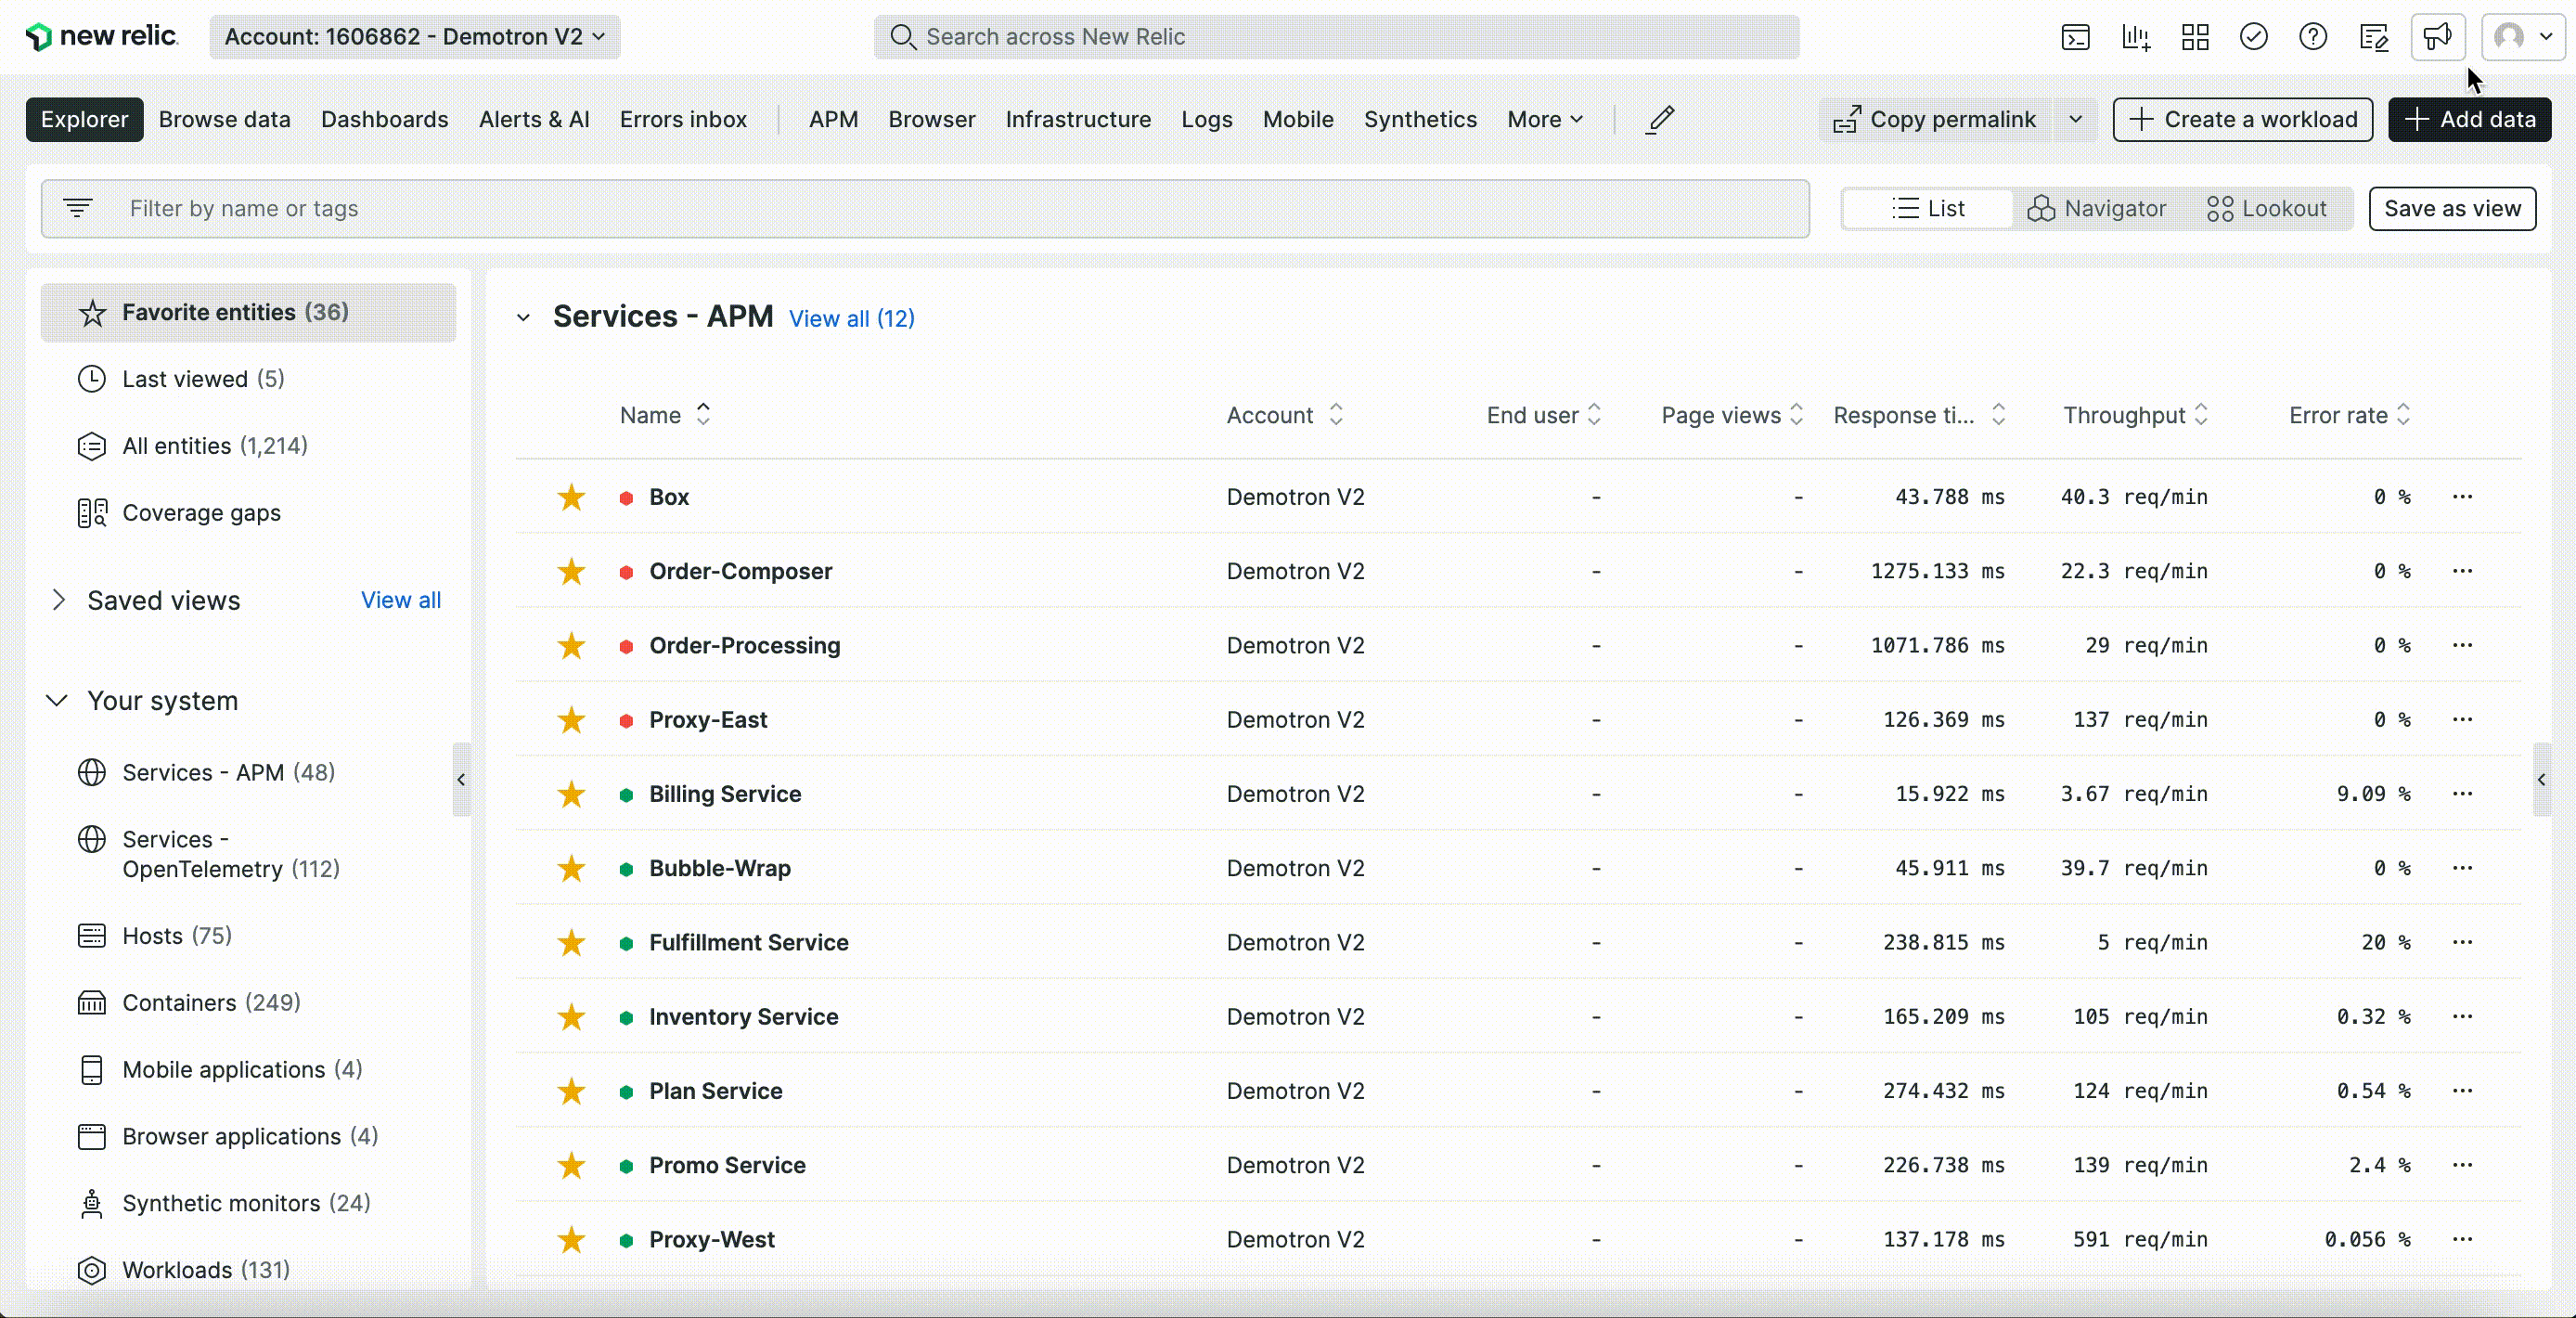 new relic
Account: 1606862 - Demotron V2
Search across New Relic
Explorer Browse data Dashboards Alerts & AI Errors inbox APM Browser Infrastructure Logs Mobile Synthetics More Copy permalink Create a workload Add data
Filter by name or tags
List Navigator Lookout Save as view
Favorite entities (36)
Last viewed (5)
All entities (1,214)
Coverage gaps
Saved views View all
Your system
Services - APM (48)
Services -
OpenTelemetry (112)
Hosts (75)
Containers (249)
Mobile applications (4)
Browser applications (4)
Synthetic monitors (24)
Workloads (131)
Services - APM View all (12)
Name Account End user Page views Response ti... Throughput Error rate
Box Demotron V2 - - 43.788 ms 40.3 req/min 0 % ...
Order-Composer Demotron V2 - - 1275.133 ms 22.3 req/min 0 % ...
Order-Processing Demotron V2 - - 1071.786 ms 29 req/min 0 % ...
Proxy-East Demotron V2 - - 126.369 ms 137 req/min 0 % ...
Billing Service Demotron V2 - - 15.922 ms 3.67 req/min 9.09 % ...
Bubble-Wrap Demotron V2 - - 45.911 ms 39.7 req/min 0 % ...
Fulfillment Service Demotron V2 - - 238.815 ms 5 req/min 20 % ...
Inventory Service Demotron V2 - - 165.209 ms 105 req/min 0.32 % ...
Plan Service Demotron V2 - - 274.432 ms 124 req/min 0.54 % ...
Promo Service Demotron V2 - - 226.738 ms 139 req/min 2.4 % ...
Proxy-West Demotron V2 - - 137.178 ms 591 req/min 0.056 % ...